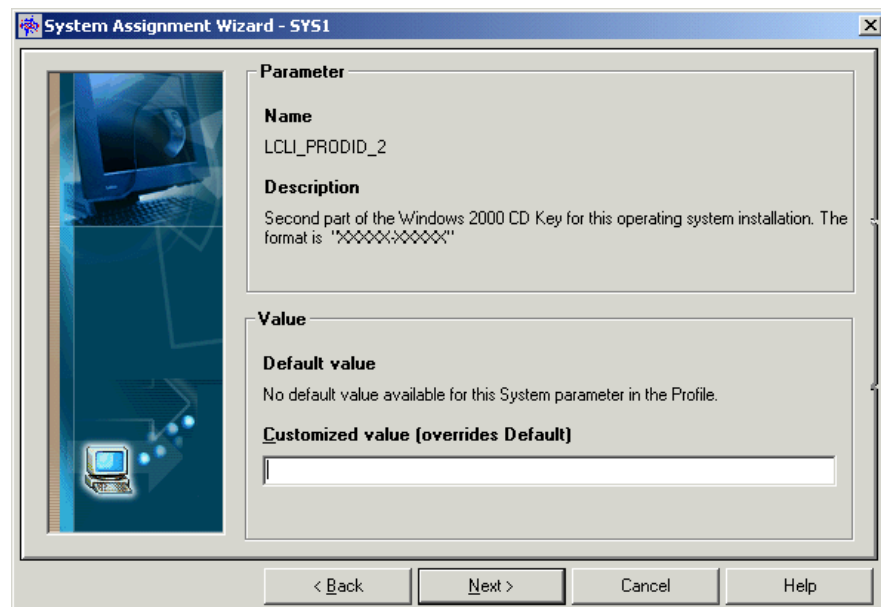 System Assignment Wizard - SYS1
Parameter
Name
LCLI_PRODID_2
Description
Second part of the Windows 2000 CD Key for this operating system installation. The
format is "XXXXX-XXXXX"
Value
Default value
No default value available for this System parameter in the Profile.
Customized value (overrides Default)
< Back Next > Cancel Help